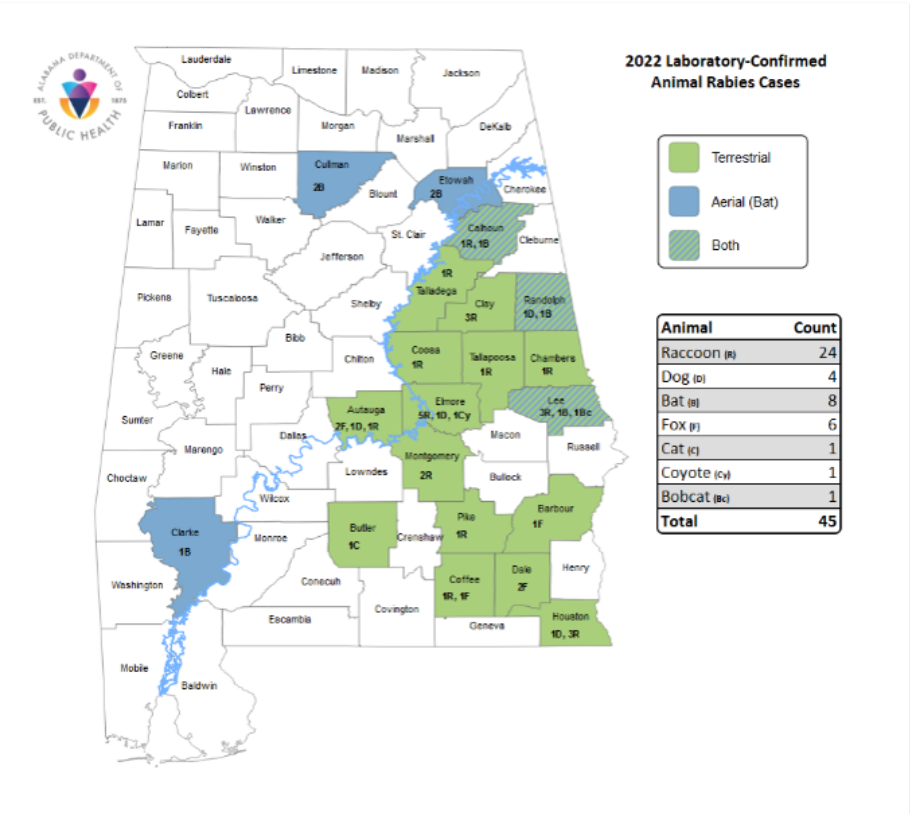 ALABAMA DEPARTMENT OF
PUBLIC HEALTH
EST. 1875
2022 Laboratory-Confirmed
Animal Rabies Cases
Terrestrial
Aerial (Bat)
Both
Animal Count
Raccoon (R) 24
Dog (D) 4
Bat (B) 8
Fox (F) 6
Cat (C) 1
Coyote (Cy) 1
Bobcat (Bc) 1
Total 45
Lauderdale
Limestone
Madison
Jackson
Colbert
Lawrence
Franklin
Morgan
Marshall
DeKalb
Marion
Winston
Cullman
2B
Blount
Etowah
2B
Cherokee
Lamar
Fayette
Walker
St. Clair
Calhoun
1R, 1B
Cleburne
Jefferson
1R
Talladega
Pickens
Tuscaloosa
Shelby
Clay
3R
Randolph
1D, 1B
Bibb
Greene
Hale
Chilton
Coosa
1R
Tallapoosa
1R
Chambers
1R
Perry
Sumter
Autauga
2F, 1D, 1R
Elmore
5R, 1D, 1Cy
Lee
3R, 1B, 1Bc
Dallas
Marengo
Macon
Russell
Montgomery
2R
Lowndes
Bullock
Choctaw
Wilcox
Clarke
1B
Monroe
Butler
1C
Crenshaw
Pike
1R
Barbour
1F
Washington
Conecuh
Coffee
1R, 1F
Dale
2F
Henry
Covington
Escambia
Geneva
Houston
1D, 3R
Mobile
Baldwin